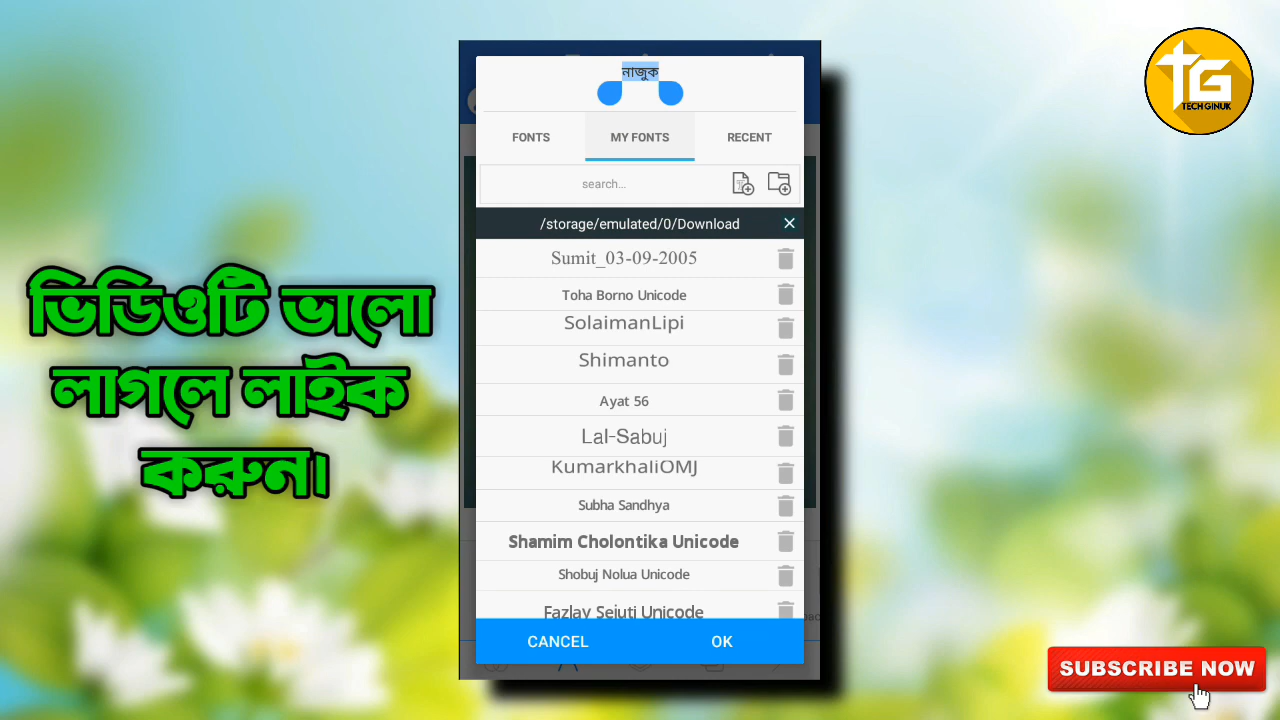 নাজুক
FONTS
MY FONTS
RECENT
search...
/storage/emulated/0/Download
Sumit_03-09-2005
Toha Borno Unicode
SolaimanLipi
Shimanto
Ayat 56
Lal-Sabuj
KumarkhaliOMJ
Subha Sandhya
Shamim Cholontika Unicode
Shobuj Nolua Unicode
Fazlay Sejuti Unicode
CANCEL
OK
ভিডিওটি ভালো
লাগলে লাইক
করুন।
TG
TECH GINUK
SUBSCRIBE NOW